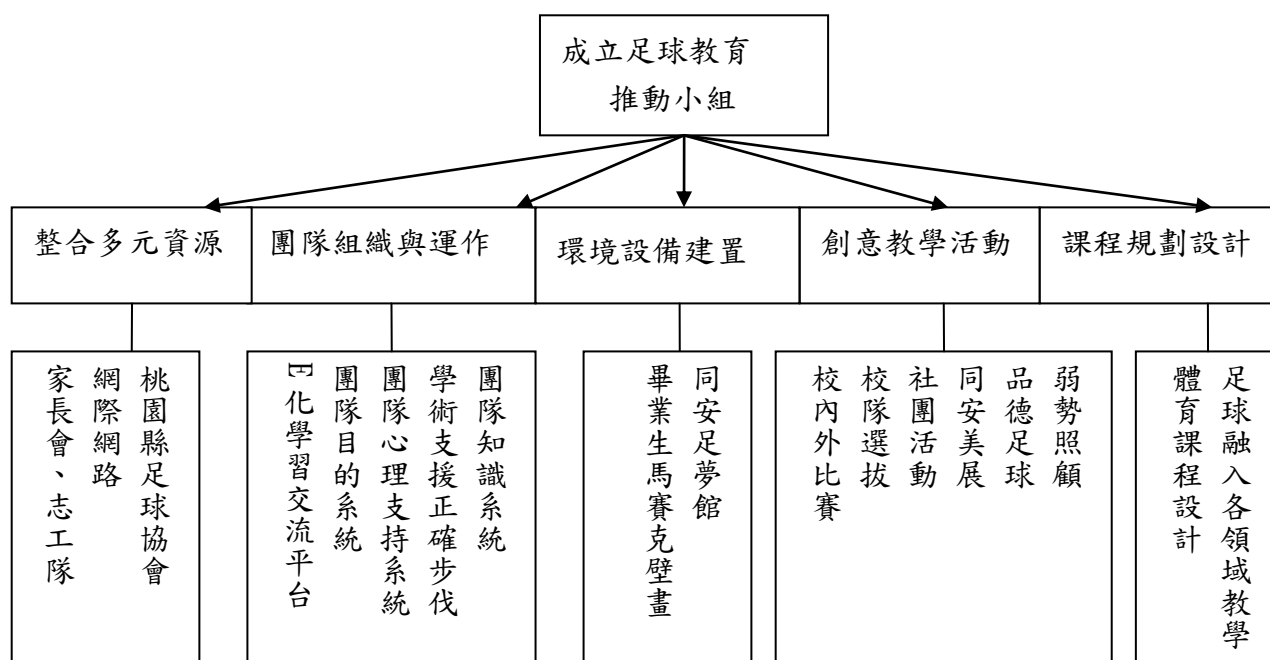 成立足球教育
推動小組
整合多元資源
團隊組織與運作
環境設備建置
創意教學活動
課程規劃設計
桃園縣足球協會
網際網路
家長會、志工隊
團隊知識系統
學術支援正確步伐
團隊心理支持系統
團隊目的系統
E化學習交流平台
同安足夢館
畢業生馬賽克壁畫
弱勢照顧
品德足球
同安美展
社團活動
校隊選拔
校內外比賽
足球融入各領域教學
體育課程設計